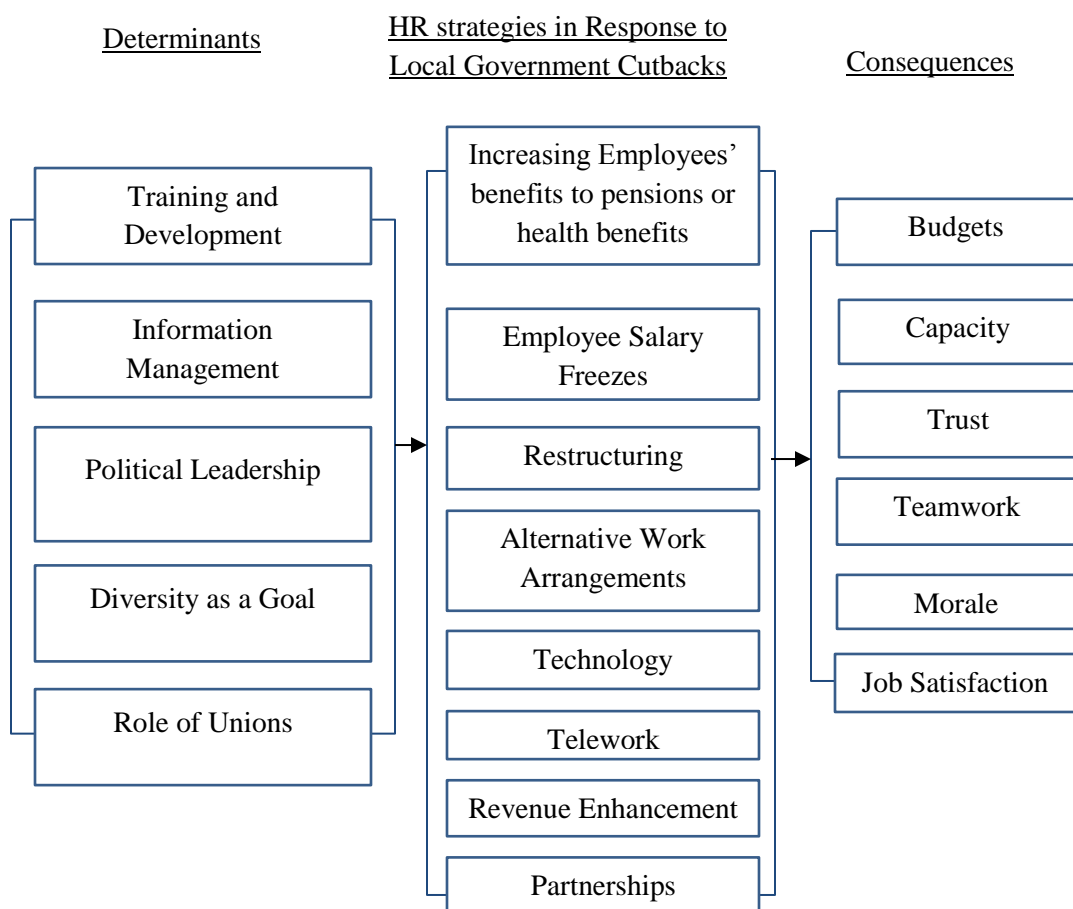 Determinants
HR strategies in Response to
Local Government Cutbacks
Consequences
Training and
Development
Information
Management
Political Leadership
Diversity as a Goal
Role of Unions
Increasing Employees’
benefits to pensions or
health benefits
Employee Salary
Freezes
Restructuring
Alternative Work
Arrangements
Technology
Telework
Revenue Enhancement
Partnerships
Budgets
Capacity
Trust
Teamwork
Morale
Job Satisfaction